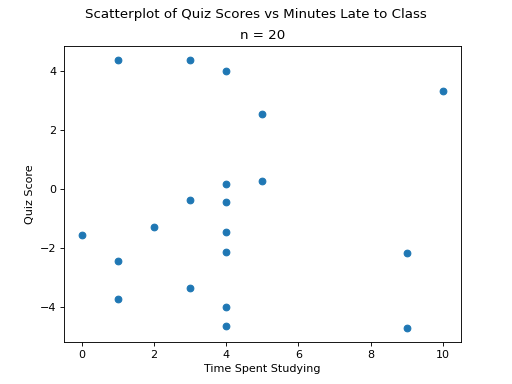 Scatterplot of Quiz Scores vs Minutes Late to Class
n = 20
Quiz Score
4
2
0
−2
−4
0
2
4
6
8
10
Time Spent Studying